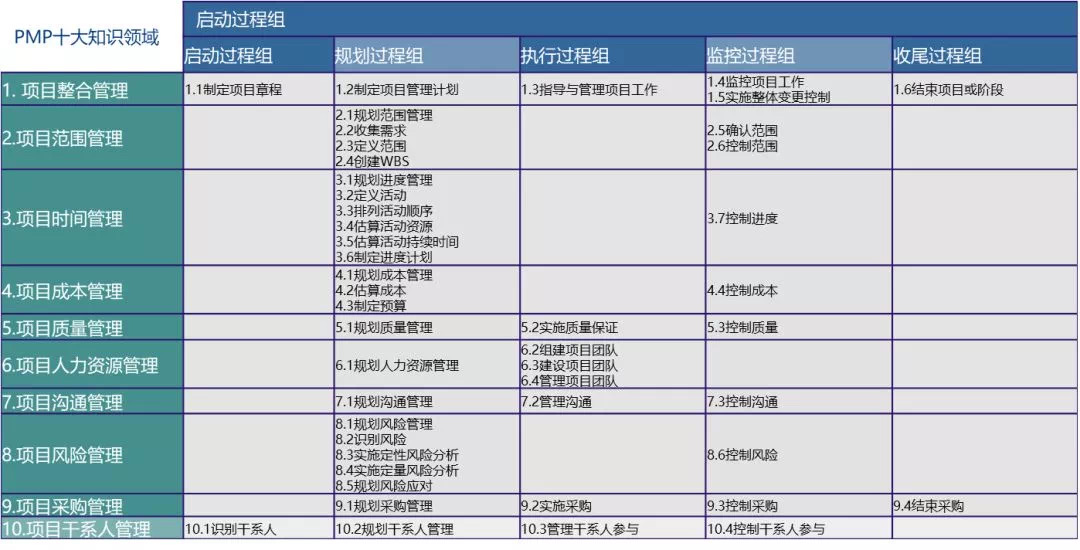 PMP十大知识领域
启动过程组
启动过程组
规划过程组
执行过程组
监控过程组
收尾过程组
1. 项目整合管理
1.1制定项目章程
1.2制定项目管理计划
1.3指导与管理项目工作
1.4监控项目工作
1.5实施整体变更控制
1.6结束项目或阶段
2.项目范围管理
2.1规划范围管理
2.2收集需求
2.3定义范围
2.4创建WBS
2.5确认范围
2.6控制范围
3.项目时间管理
3.1规划进度管理
3.2定义活动
3.3排列活动顺序
3.4估算活动资源
3.5估算活动持续时间
3.6制定进度计划
3.7控制进度
4.项目成本管理
4.1规划成本管理
4.2估算成本
4.3制定预算
4.4控制成本
5.项目质量管理
5.1规划质量管理
5.2实施质量保证
5.3控制质量
6.项目人力资源管理
6.1规划人力资源管理
6.2组建项目团队
6.3建设项目团队
6.4管理项目团队
7.项目沟通管理
7.1规划沟通管理
7.2管理沟通
7.3控制沟通
8.项目风险管理
8.1规划风险管理
8.2识别风险
8.3实施定性风险分析
8.4实施定量风险分析
8.5规划风险应对
8.6控制风险
9.项目采购管理
9.1规划采购管理
9.2实施采购
9.3控制采购
9.4结束采购
10.项目干系人管理
10.1识别干系人
10.2规划干系人管理
10.3管理干系人参与
10.4控制干系人参与